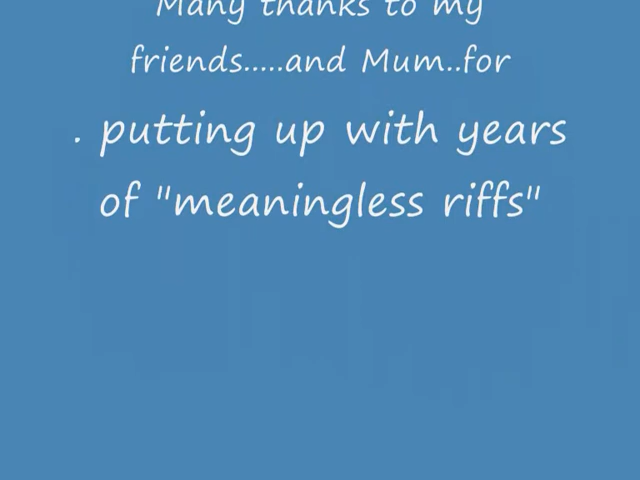 Many thanks to my
friends.....and Mum..for
. putting up with years
of "meaningless riffs"